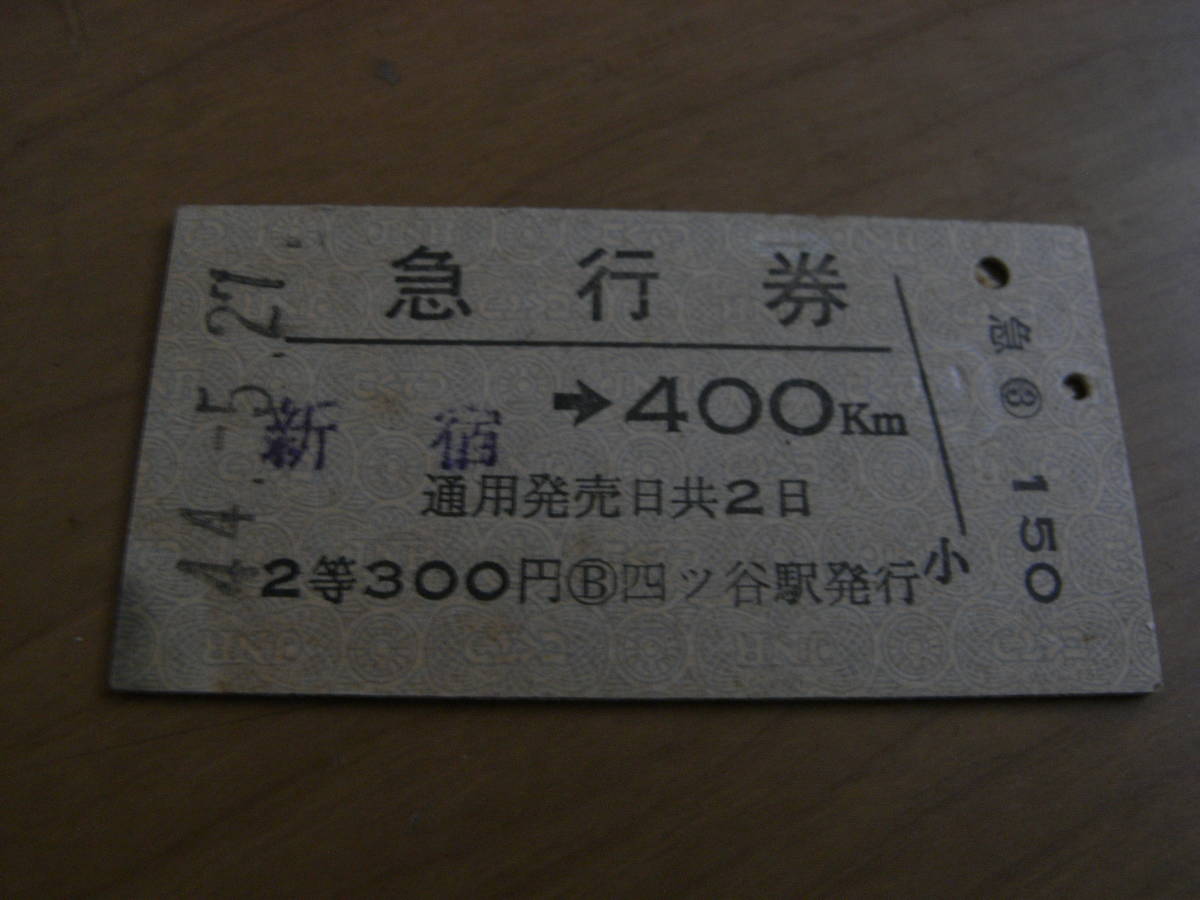 急行券
新宿 → 400Km
通用発売日共2日
2等300円Ⓑ四ッ谷駅発行
小
急 ③ 150
44.-5.27